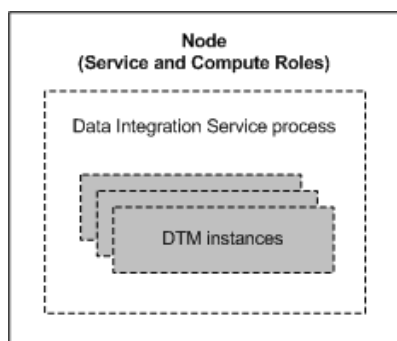 Node
(Service and Compute Roles)
Data Integration Service process
DTM instances